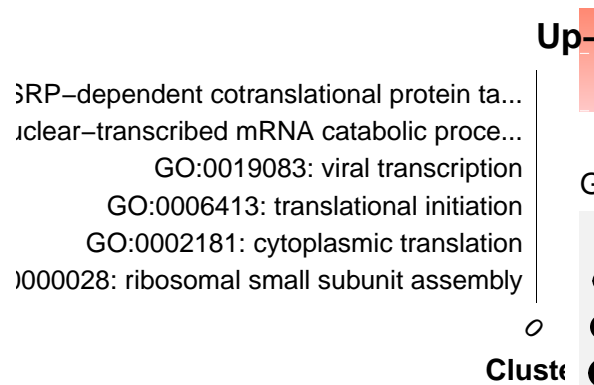 Up-
SRP−dependent cotranslational protein ta...
uclear−transcribed mRNA catabolic proce...
GO:0019083: viral transcription
GO:0006413: translational initiation
GO:0002181: cytoplasmic translation
0000028: ribosomal small subunit assembly
0
Cluste
G